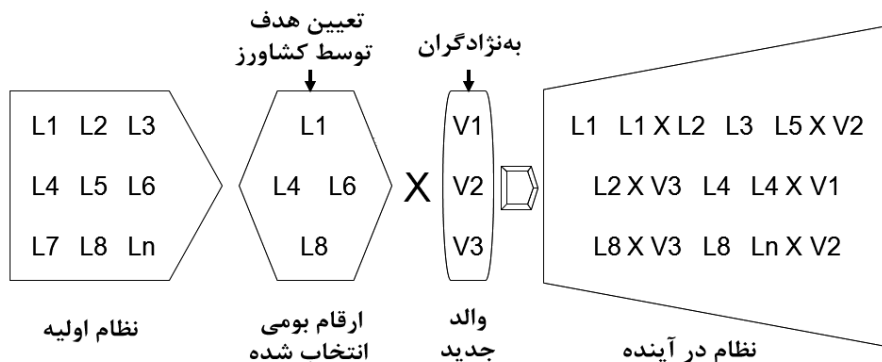 تعیین هدف
توسط کشاورز
به‌نژادگران
L1 L2 L3
L4 L5 L6
L7 L8 Ln
L1
L4 L6
L8
X
V1
V2
V3
L1 L1 X L2 L3 L5 X V2
L2 X V3 L4 L4 X V1
L8 X V3 L8 Ln X V2
نظام اولیه
ارقام بومی
انتخاب شده
والد
جدید
نظام در آینده